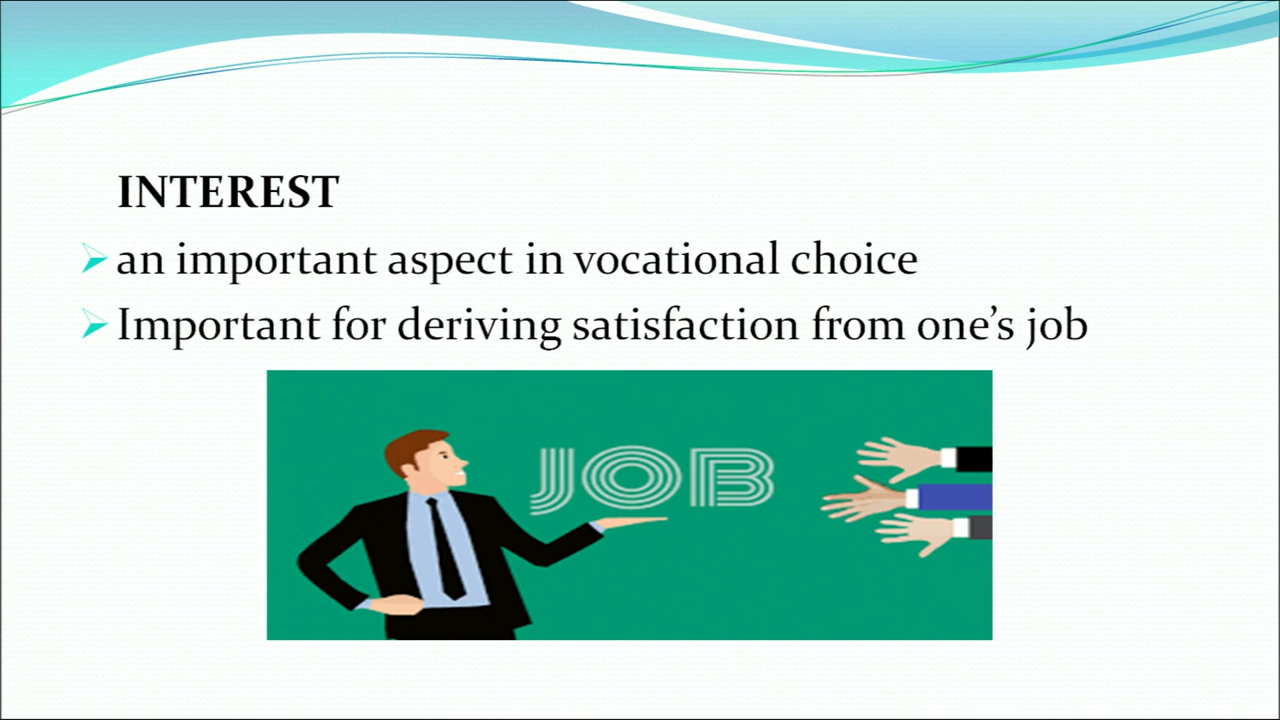 INTEREST
an important aspect in vocational choice
Important for deriving satisfaction from one’s job
JOB